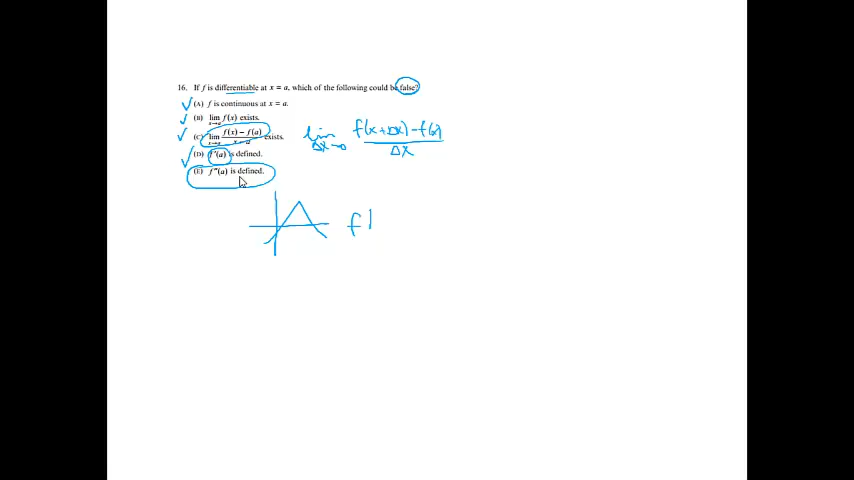 16. If f is differentiable at x = a, which of the following could be false?
✓ (A) f is continuous at x = a.
✓ (B) lim x→a f(x) exists.
✓ (C) lim x→a (f(x) − f(a))/(x − a) exists.
lim Δx→0 (f(x+Δx) − f(x))/Δx
✓ (D) f′(a) is defined.
(E) f″(a) is defined.
f |